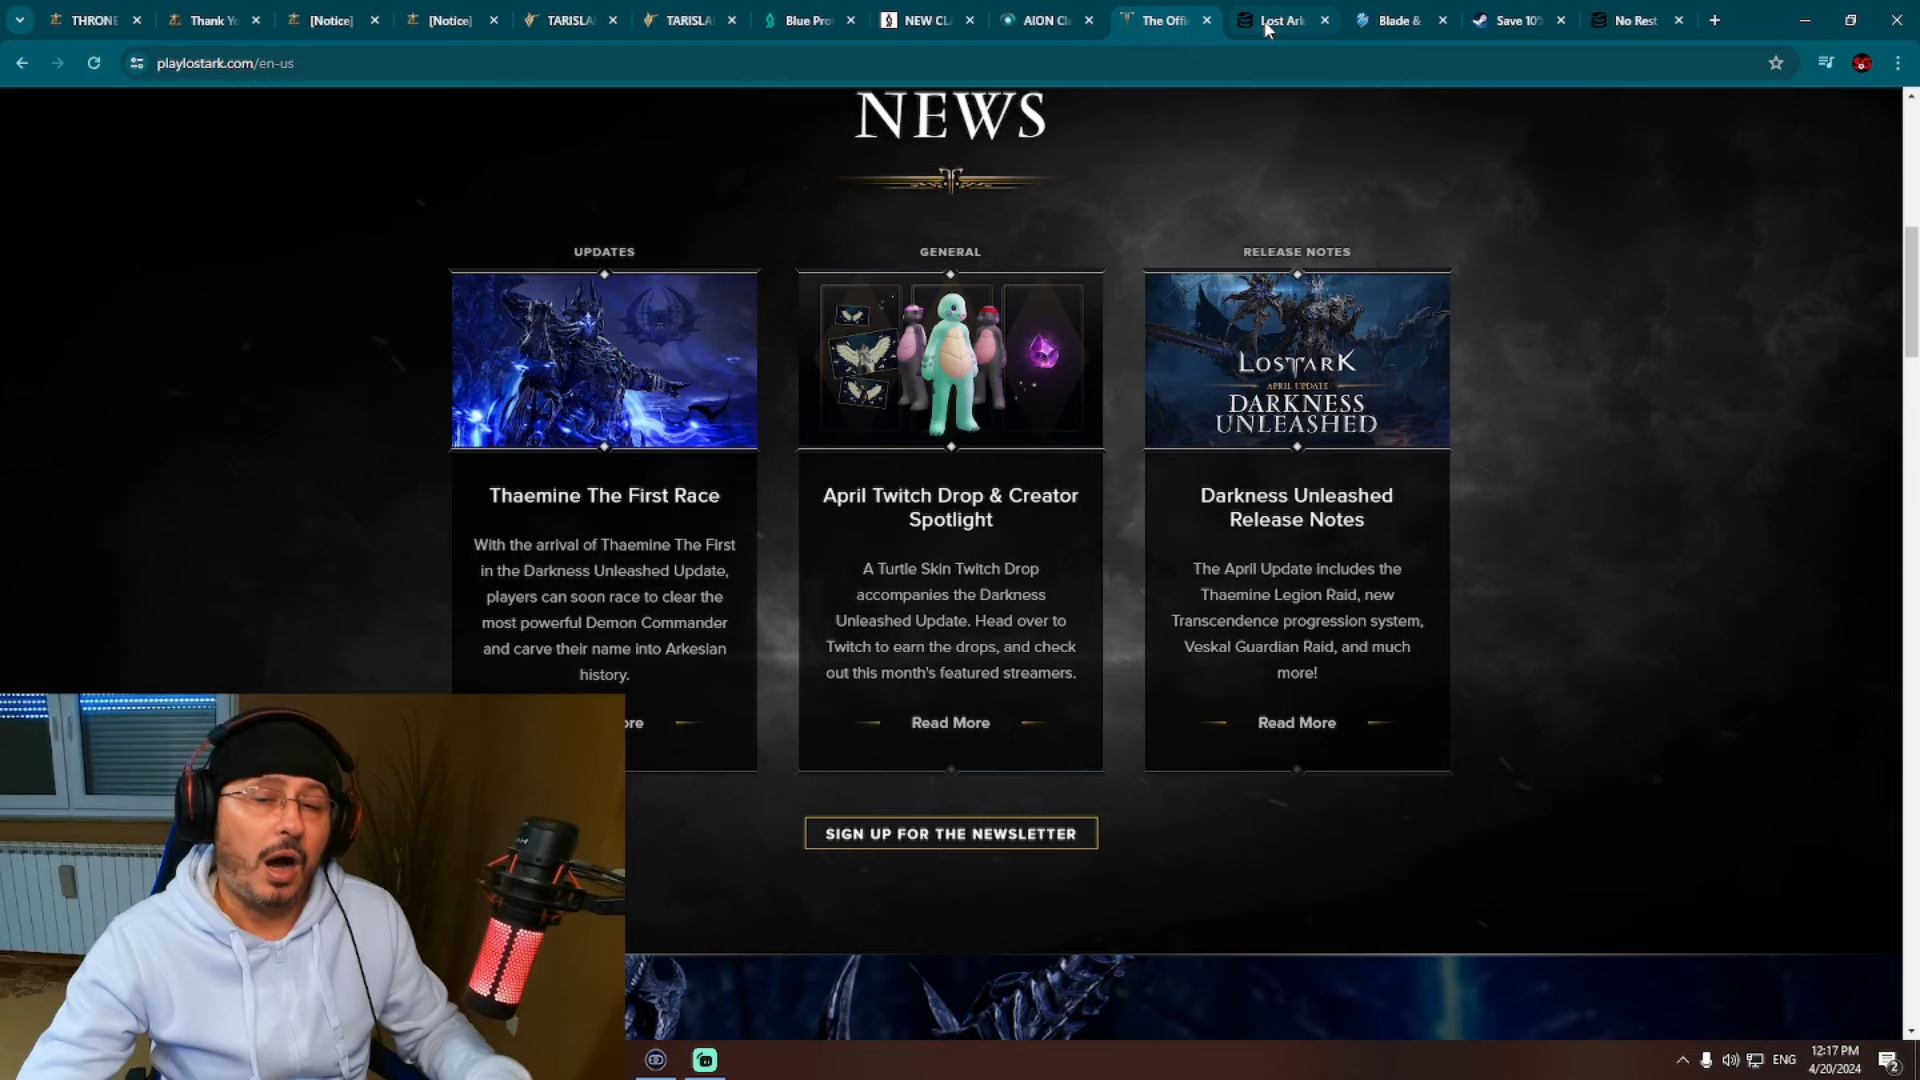 THRONE
Thank Yo
[Notice]
[Notice]
TARISLA
TARISLA
Blue Pro
NEW CLA
AION Cl
The Offi
Lost Ark
Blade &
Save 10%
No Rest
playlostark.com/en-us
NEWS
UPDATES
Thaemine The First Race
With the arrival of Thaemine The First
in the Darkness Unleashed Update,
players can soon race to clear the
most powerful Demon Commander
and carve their name into Arkesian
history.
ore
GENERAL
April Twitch Drop & Creator
Spotlight
A Turtle Skin Twitch Drop
accompanies the Darkness
Unleashed Update. Head over to
Twitch to earn the drops, and check
out this month's featured streamers.
Read More
RELEASE NOTES
LOST ARK
APRIL UPDATE
DARKNESS
UNLEASHED
Darkness Unleashed
Release Notes
The April Update includes the
Thaemine Legion Raid, new
Transcendence progression system,
Veskal Guardian Raid, and much
more!
Read More
SIGN UP FOR THE NEWSLETTER
ENG
12:17 PM
4/20/2024
2